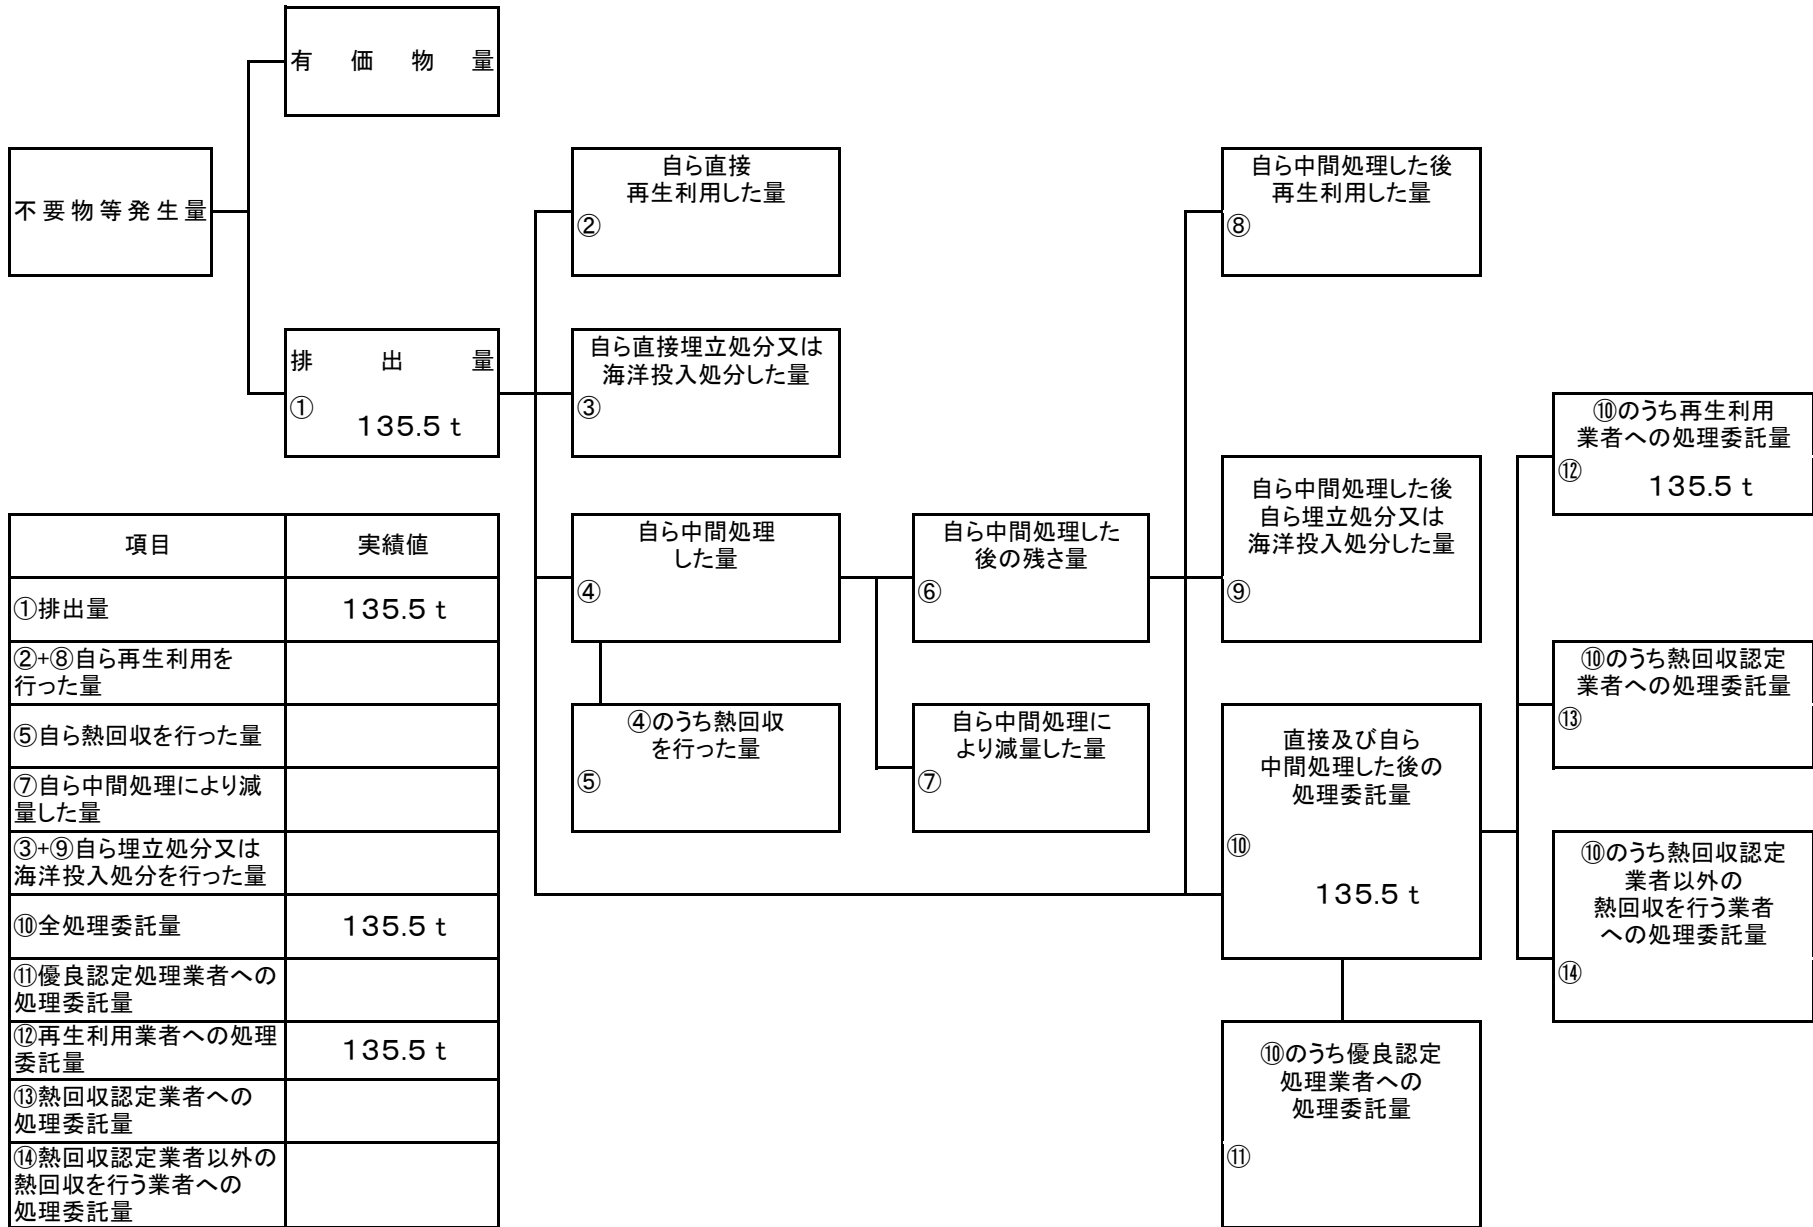 有価物量
不要物等発生量
排出量
①
135.5 t
自ら直接
再生利用した量
②
自ら直接埋立処分又は
海洋投入処分した量
③
自ら中間処理
した量
④
④のうち熱回収
を行った量
⑤
自ら中間処理した
後の残さ量
⑥
自ら中間処理に
より減量した量
⑦
自ら中間処理した後
再生利用した量
⑧
自ら中間処理した後
自ら埋立処分又は
海洋投入処分した量
⑨
直接及び自ら
中間処理した後の
処理委託量
⑩
135.5 t
⑩のうち優良認定
処理業者への
処理委託量
⑪
⑩のうち再生利用
業者への処理委託量
⑫
135.5 t
⑩のうち熱回収認定
業者への処理委託量
⑬
⑩のうち熱回収認定
業者以外の
熱回収を行う業者
への処理委託量
⑭
項目 実績値
①排出量 135.5 t
②+⑧自ら再生利用を
行った量
⑤自ら熱回収を行った量
⑦自ら中間処理により減
量した量
③+⑨自ら埋立処分又は
海洋投入処分を行った量
⑩全処理委託量 135.5 t
⑪優良認定処理業者への
処理委託量
⑫再生利用業者への処理
委託量 135.5 t
⑬熱回収認定業者への
処理委託量
⑭熱回収認定業者以外の
熱回収を行う業者への
処理委託量